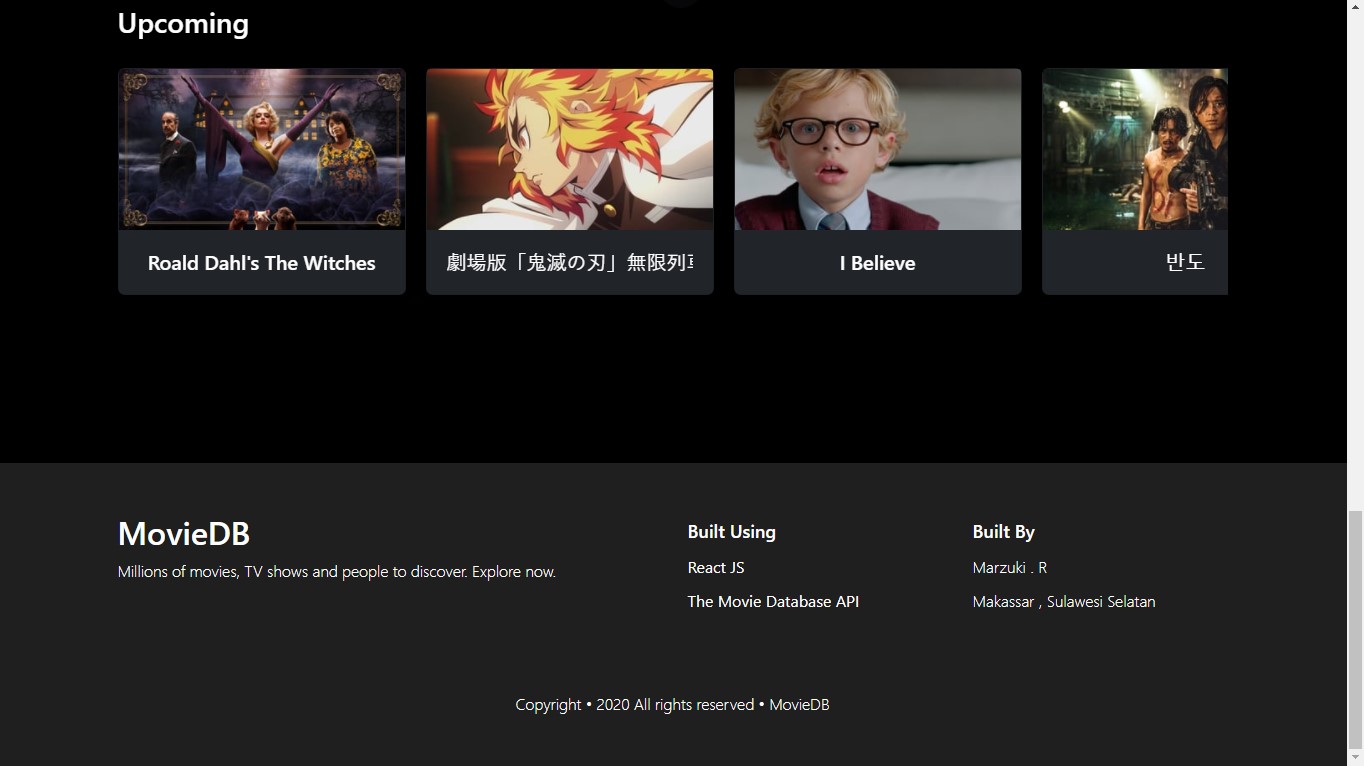 Upcoming
Roald Dahl's The Witches
劇場版「鬼滅の刃」無限列
I Believe
반도
MovieDB
Millions of movies, TV shows and people to discover. Explore now.
Built Using
React JS
The Movie Database API
Built By
Marzuki . R
Makassar , Sulawesi Selatan
Copyright • 2020 All rights reserved • MovieDB